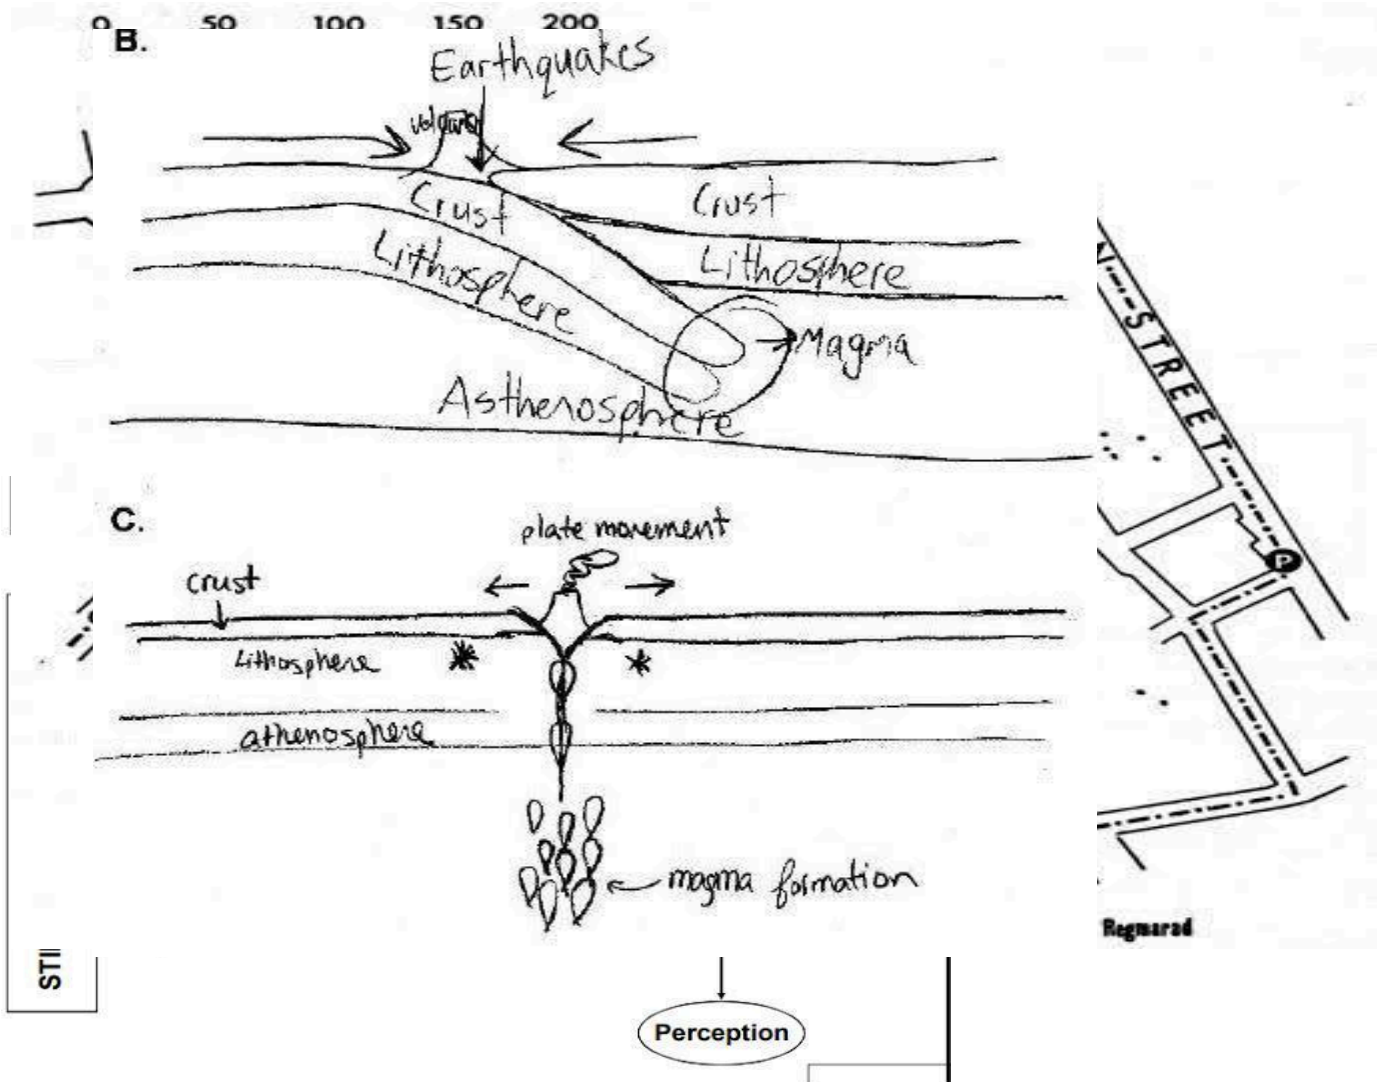 0 50 100 150 200
B.
Earthquakes
volcano
Crust
Crust
Lithosphere
Lithosphere
Magma
Asthenosphere
STREET
C.
plate movement
crust
Lithosphere
athenosphere
magma formation
P
Regmarad
STI
Perception